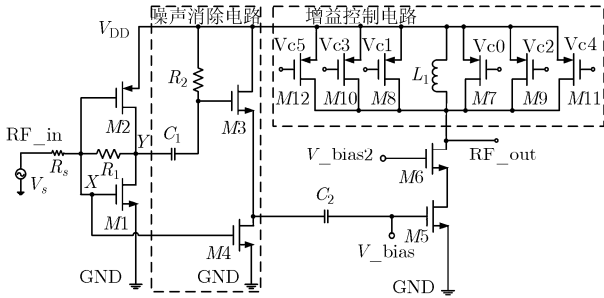 噪声消除电路
增益控制电路
V_DD
Vc5 Vc3 Vc1 Vc0 Vc2 Vc4
R_2
L_1
M12 M10 M8 M7 M9 M11
M2 M3
RF_in
Y C_1
V_bias2
RF_out
R_s R_1
M6
V_s
X
C_2
M1
M4
M5
V_bias
GND GND
GND